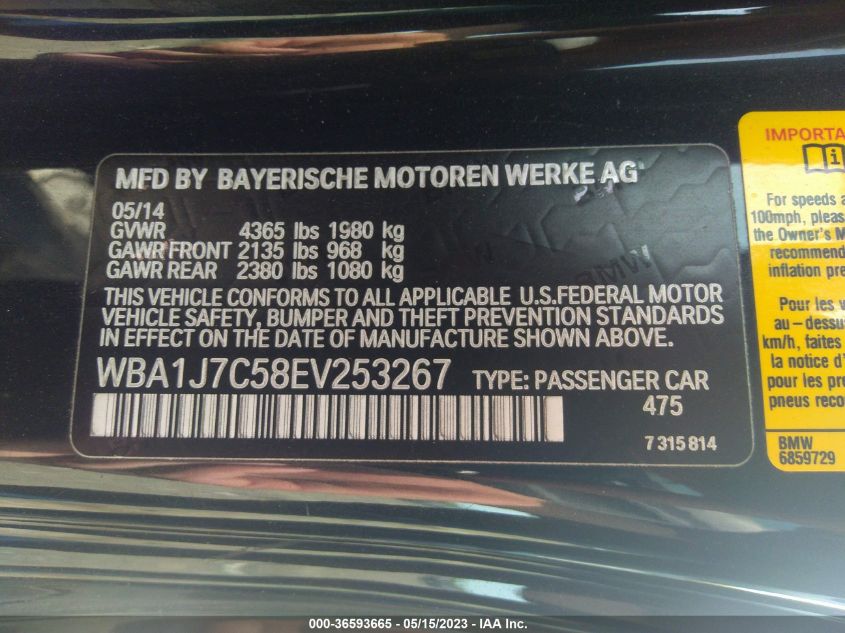 MFD BY BAYERISCHE MOTOREN WERKE AG
05/14
GVWR 4365 lbs 1980 kg
GAWR FRONT 2135 lbs 968 kg
GAWR REAR 2380 lbs 1080 kg
THIS VEHICLE CONFORMS TO ALL APPLICABLE U.S.FEDERAL MOTOR
VEHICLE SAFETY, BUMPER AND THEFT PREVENTION STANDARDS
IN EFFECT ON THE DATE OF MANUFACTURE SHOWN ABOVE.
WBA1J7C58EV253267 TYPE: PASSENGER CAR
475
7 315 814
BMW
IMPORTA
For speeds a
100mph, pleas
the Owner's M
recommend
inflation pre
Pour les v
au-dessu
km/h, faites
la notice d'
pour les p
pneus reco
BMW
6859729
000-36593665 - 05/15/2023 - IAA Inc.